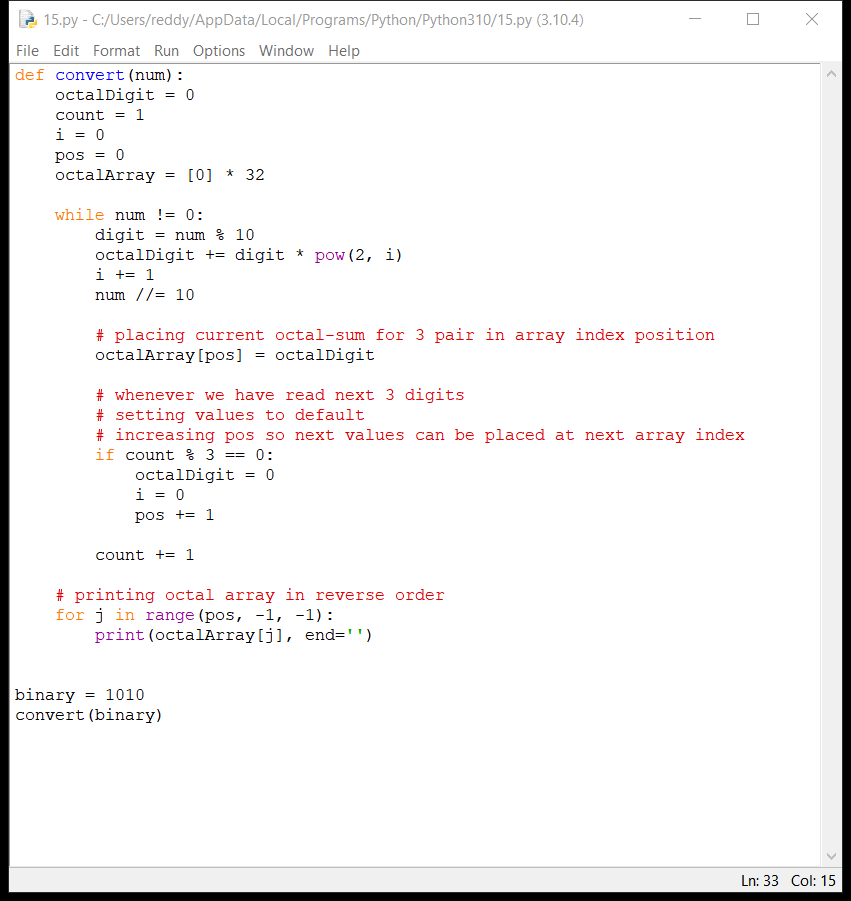 15.py - C:/Users/reddy/AppData/Local/Programs/Python/Python310/15.py (3.10.4)
File Edit Format Run Options Window Help
def convert(num):
    octalDigit = 0
    count = 1
    i = 0
    pos = 0
    octalArray = [0] * 32

    while num != 0:
        digit = num % 10
        octalDigit += digit * pow(2, i)
        i += 1
        num //= 10

        # placing current octal-sum for 3 pair in array index position
        octalArray[pos] = octalDigit

        # whenever we have read next 3 digits
        # setting values to default
        # increasing pos so next values can be placed at next array index
        if count % 3 == 0:
            octalDigit = 0
            i = 0
            pos += 1

        count += 1

    # printing octal array in reverse order
    for j in range(pos, -1, -1):
        print(octalArray[j], end='')


binary = 1010
convert(binary)
Ln: 33 Col: 15